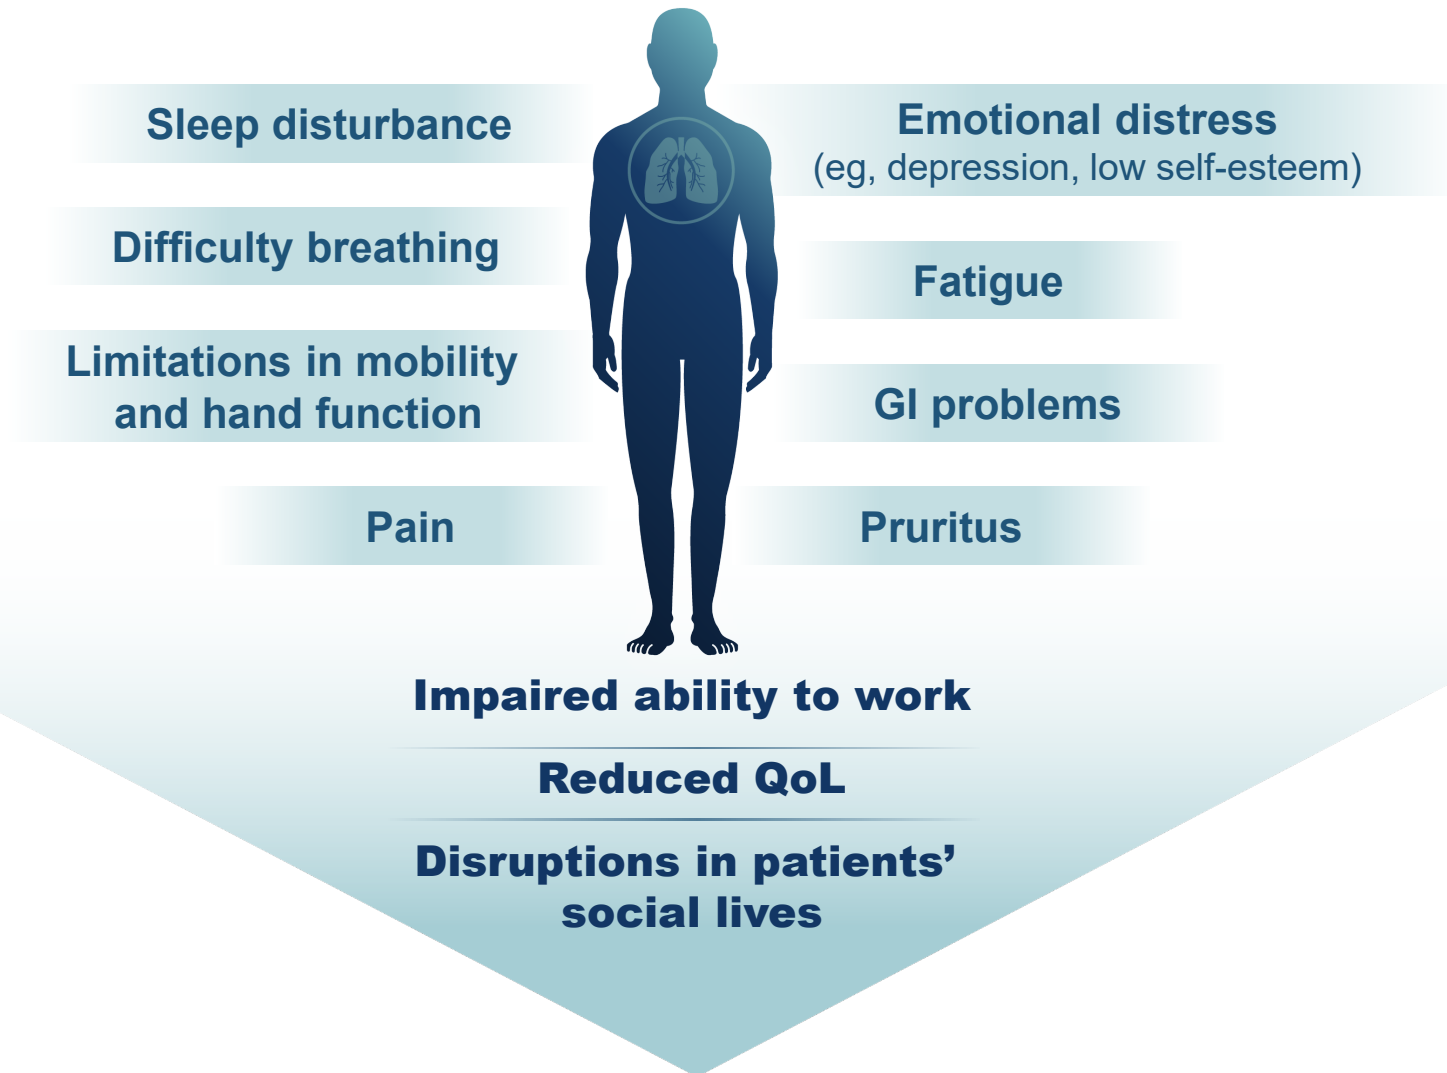 Sleep disturbance
Difficulty breathing
Limitations in mobility
and hand function
Pain
Emotional distress
(eg, depression, low self-esteem)
Fatigue
GI problems
Pruritus
Impaired ability to work
Reduced QoL
Disruptions in patients’
social lives